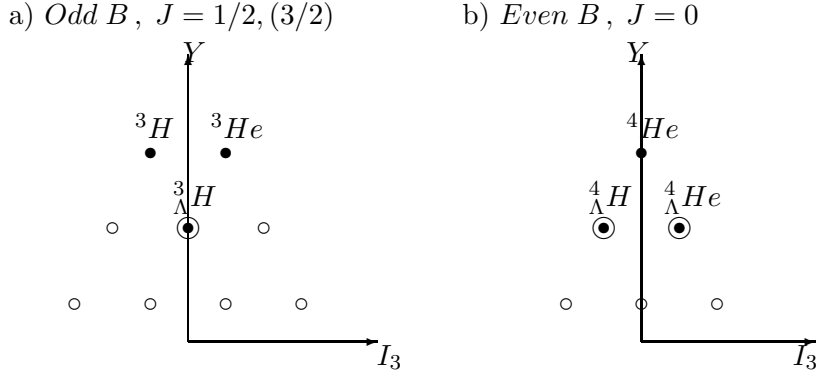 a) Odd B , J = 1/2, (3/2)
Y
³H ³He
³ΛH
I₃
b) Even B , J = 0
Y
⁴He
⁴ΛH ⁴ΛHe
I₃